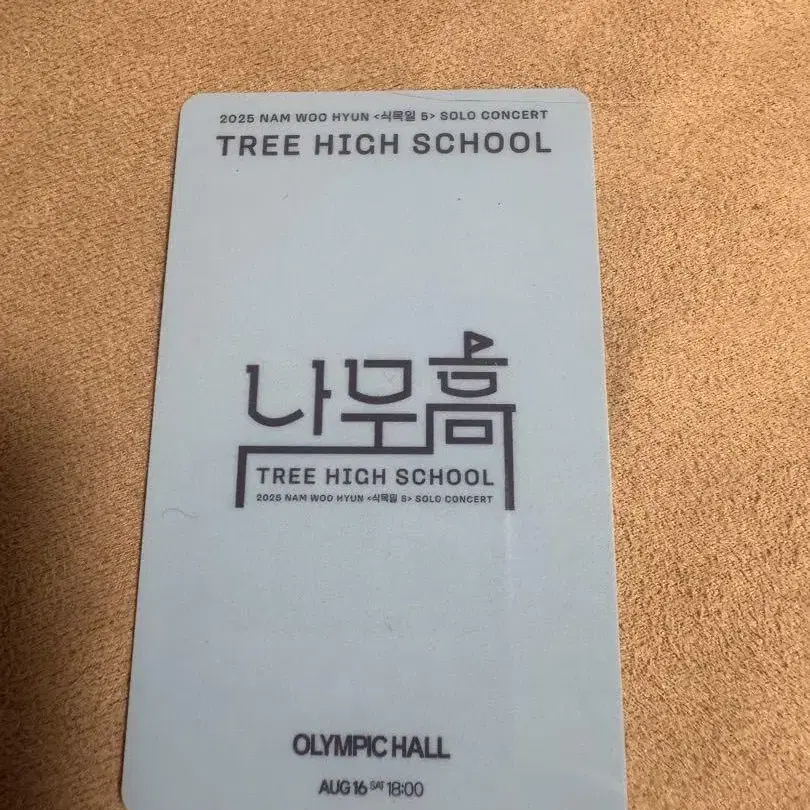 2025 NAM WOO HYUN <식목일 5> SOLO CONCERT
TREE HIGH SCHOOL
나무高
TREE HIGH SCHOOL
2025 NAM WOO HYUN <식목일 5> SOLO CONCERT
OLYMPIC HALL
AUG 16 SAT 18:00